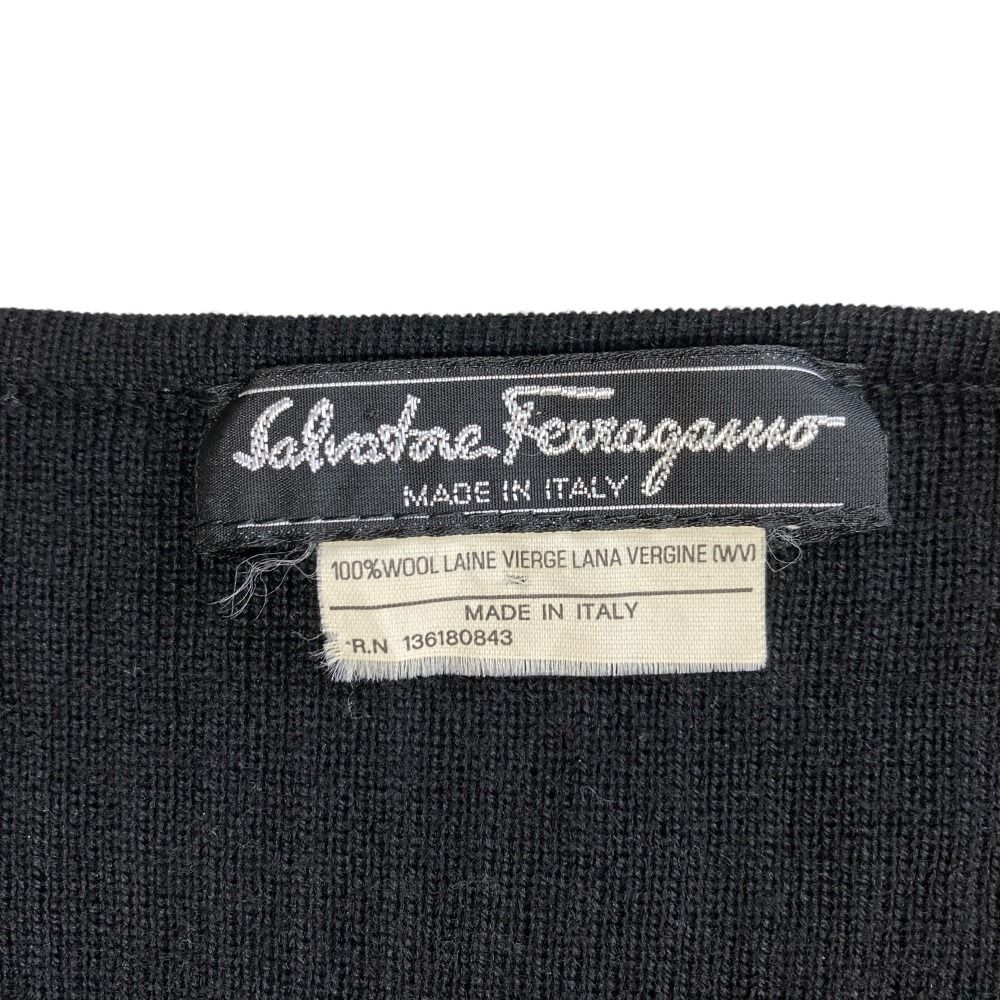 Salvatore Ferragamo
MADE IN ITALY
100%WOOL LAINE VIERGE LANA VERGINE (WV)
MADE IN ITALY
R.N 136180843